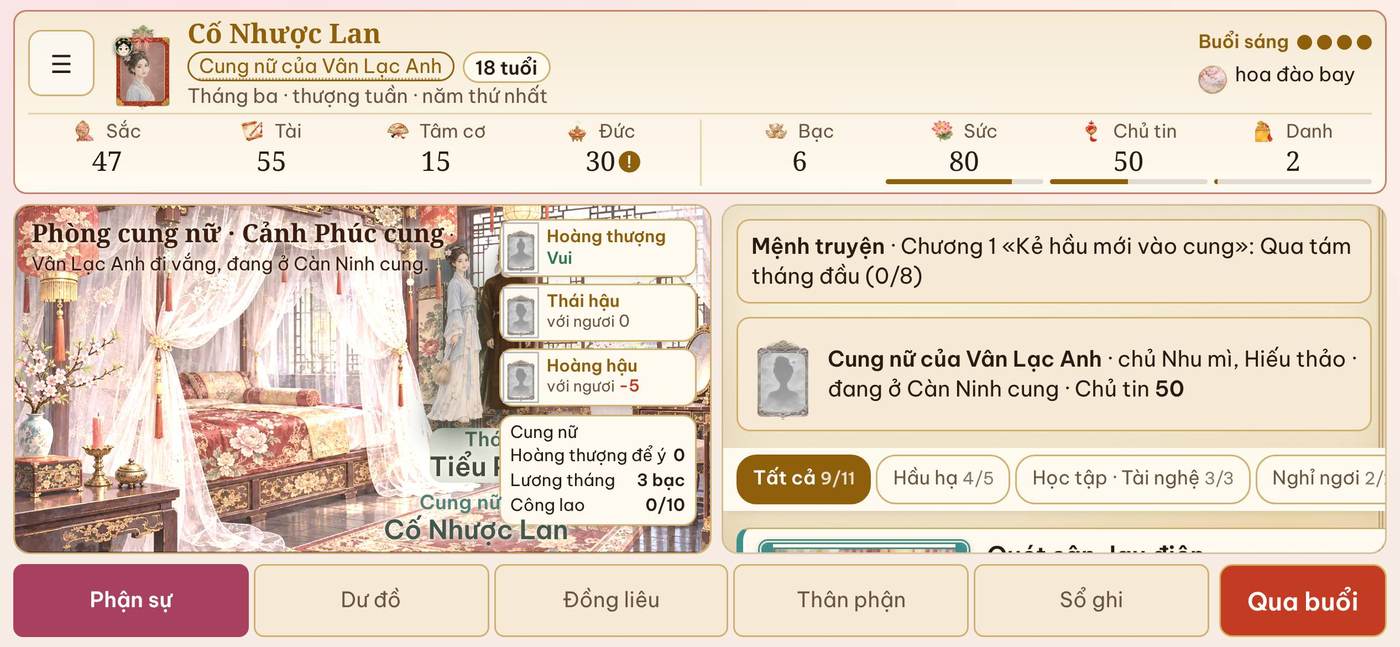 ☰
Cố Nhược Lan
Cung nữ của Vân Lạc Anh
18 tuổi
Tháng ba · thượng tuần · năm thứ nhất
Buổi sáng
hoa đào bay
Sắc
47
Tài
55
Tâm cơ
15
Đức
30 !
Bạc
6
Sức
80
Chủ tin
50
Danh
2
Phòng cung nữ · Cảnh Phúc cung
Vân Lạc Anh đi vắng, đang ở Càn Ninh cung.
Hoàng thượng
Vui
Thái hậu
với ngươi 0
Hoàng hậu
với ngươi -5
Cung nữ
Hoàng thượng để ý 0
Lương tháng 3 bạc
Công lao 0/10
Tiểu
Cung nữ
Cố Nhược Lan
Mệnh truyện · Chương 1 «Kẻ hầu mới vào cung»: Qua tám
tháng đầu (0/8)
Cung nữ của Vân Lạc Anh · chủ Nhu mì, Hiếu thảo ·
đang ở Càn Ninh cung · Chủ tin 50
Tất cả 9/11
Hầu hạ 4/5
Học tập · Tài nghệ 3/3
Nghỉ ngơi 2/
Phận sự
Dư đồ
Đồng liêu
Thân phận
Sổ ghi
Qua buổi